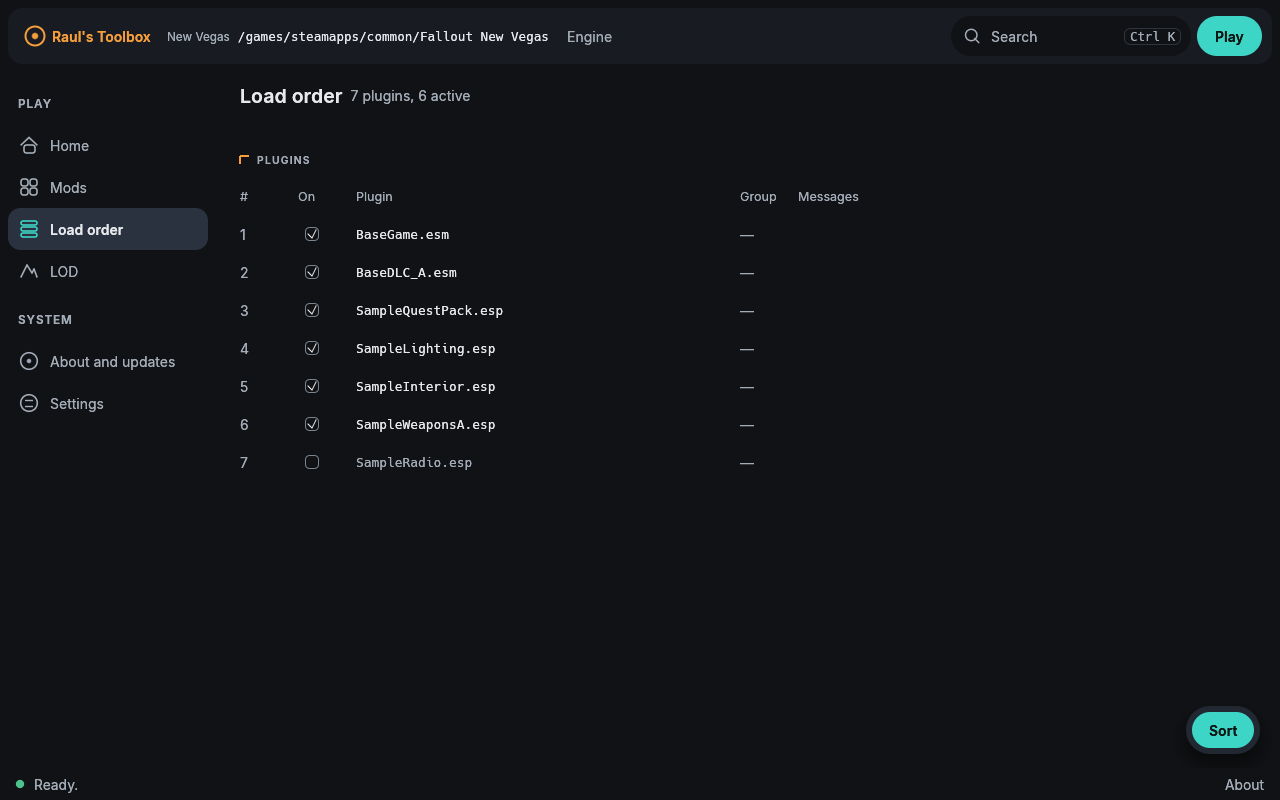 Raul's Toolbox New Vegas /games/steamapps/common/Fallout New Vegas Engine Search Ctrl K Play
PLAY
Home
Mods
Load order
LOD
SYSTEM
About and updates
Settings
Load order 7 plugins, 6 active
PLUGINS
# On Plugin Group Messages
1 BaseGame.esm —
2 BaseDLC_A.esm —
3 SampleQuestPack.esp —
4 SampleLighting.esp —
5 SampleInterior.esp —
6 SampleWeaponsA.esp —
7 SampleRadio.esp —
Sort
Ready.
About